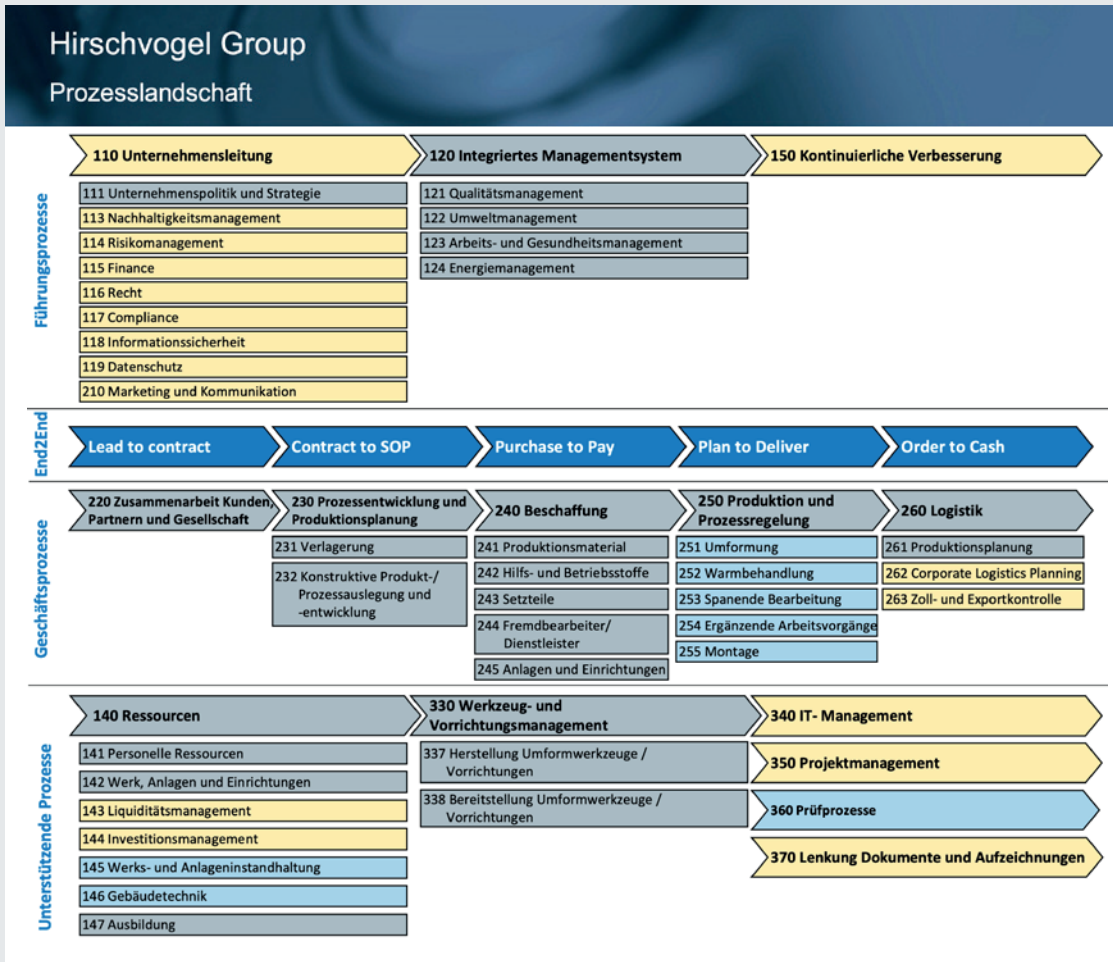 Hirschvogel Group
Prozesslandschaft
Führungsprozesse
110 Unternehmensleitung
111 Unternehmenspolitik und Strategie
113 Nachhaltigkeitsmanagement
114 Risikomanagement
115 Finance
116 Recht
117 Compliance
118 Informationssicherheit
119 Datenschutz
210 Marketing und Kommunikation
120 Integriertes Managementsystem
121 Qualitätsmanagement
122 Umweltmanagement
123 Arbeits- und Gesundheitsmanagement
124 Energiemanagement
150 Kontinuierliche Verbesserung
End2End
Lead to contract
Contract to SOP
Purchase to Pay
Plan to Deliver
Order to Cash
Geschäftsprozesse
220 Zusammenarbeit Kunden,
Partnern und Gesellschaft
230 Prozessentwicklung und
Produktionsplanung
231 Verlagerung
232 Konstruktive Produkt-/
Prozessauslegung und
-entwicklung
240 Beschaffung
241 Produktionsmaterial
242 Hilfs- und Betriebsstoffe
243 Setzteile
244 Fremdbearbeiter/
Dienstleister
245 Anlagen und Einrichtungen
250 Produktion und
Prozessregelung
251 Umformung
252 Warmbehandlung
253 Spanende Bearbeitung
254 Ergänzende Arbeitsvorgänge
255 Montage
260 Logistik
261 Produktionsplanung
262 Corporate Logistics Planning
263 Zoll- und Exportkontrolle
Unterstützende Prozesse
140 Ressourcen
141 Personelle Ressourcen
142 Werk, Anlagen und Einrichtungen
143 Liquiditätsmanagement
144 Investitionsmanagement
145 Werks- und Anlageninstandhaltung
146 Gebäudetechnik
147 Ausbildung
330 Werkzeug- und
Vorrichtungsmanagement
337 Herstellung Umformwerkzeuge /
Vorrichtungen
338 Bereitstellung Umformwerkzeuge /
Vorrichtungen
340 IT- Management
350 Projektmanagement
360 Prüfprozesse
370 Lenkung Dokumente und Aufzeichnungen